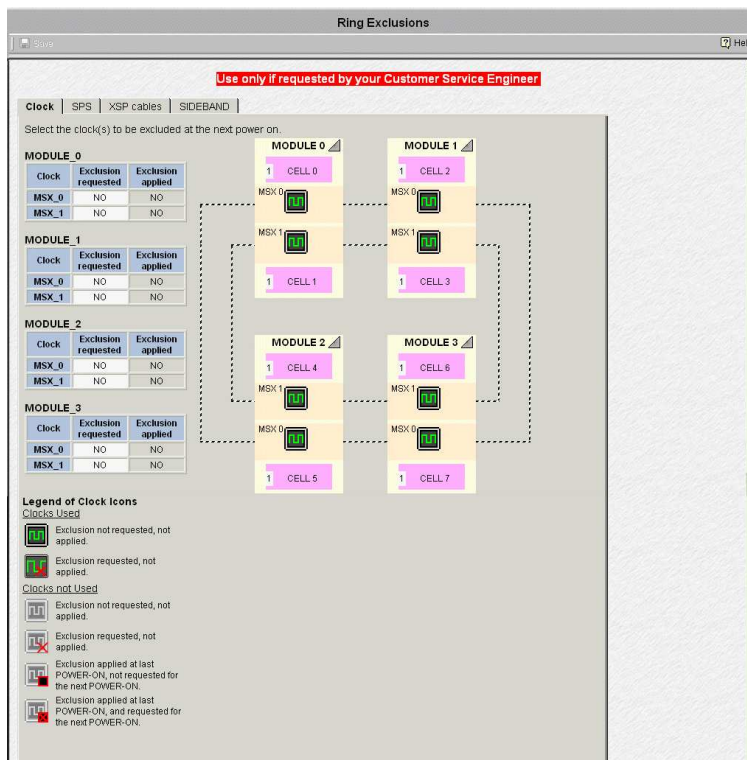 Ring Exclusions
Save
Hel
Use only if requested by your Customer Service Engineer
Clock SPS XSP cables SIDEBAND
Select the clock(s) to be excluded at the next power on.
MODULE_0
Clock Exclusion requested Exclusion applied
MSX_0 NO NO
MSX_1 NO NO
MODULE_1
Clock Exclusion requested Exclusion applied
MSX_0 NO NO
MSX_1 NO NO
MODULE_2
Clock Exclusion requested Exclusion applied
MSX_0 NO NO
MSX_1 NO NO
MODULE_3
Clock Exclusion requested Exclusion applied
MSX_0 NO NO
MSX_1 NO NO
MODULE 0 MODULE 1
1 CELL 0 1 CELL 2
MSX 0 MSX 0
MSX 1 MSX 1
1 CELL 1 1 CELL 3
MODULE 2 MODULE 3
1 CELL 4 1 CELL 6
MSX 1 MSX 1
MSX 0 MSX 0
1 CELL 5 1 CELL 7
Legend of Clock Icons
Clocks Used
Exclusion not requested, not
applied.
Exclusion requested, not
applied.
Clocks not Used
Exclusion not requested, not
applied.
Exclusion requested, not
applied.
Exclusion applied at last
POWER-ON, not requested for
the next POWER-ON.
Exclusion applied at last
POWER-ON, and requested for
the next POWER-ON.